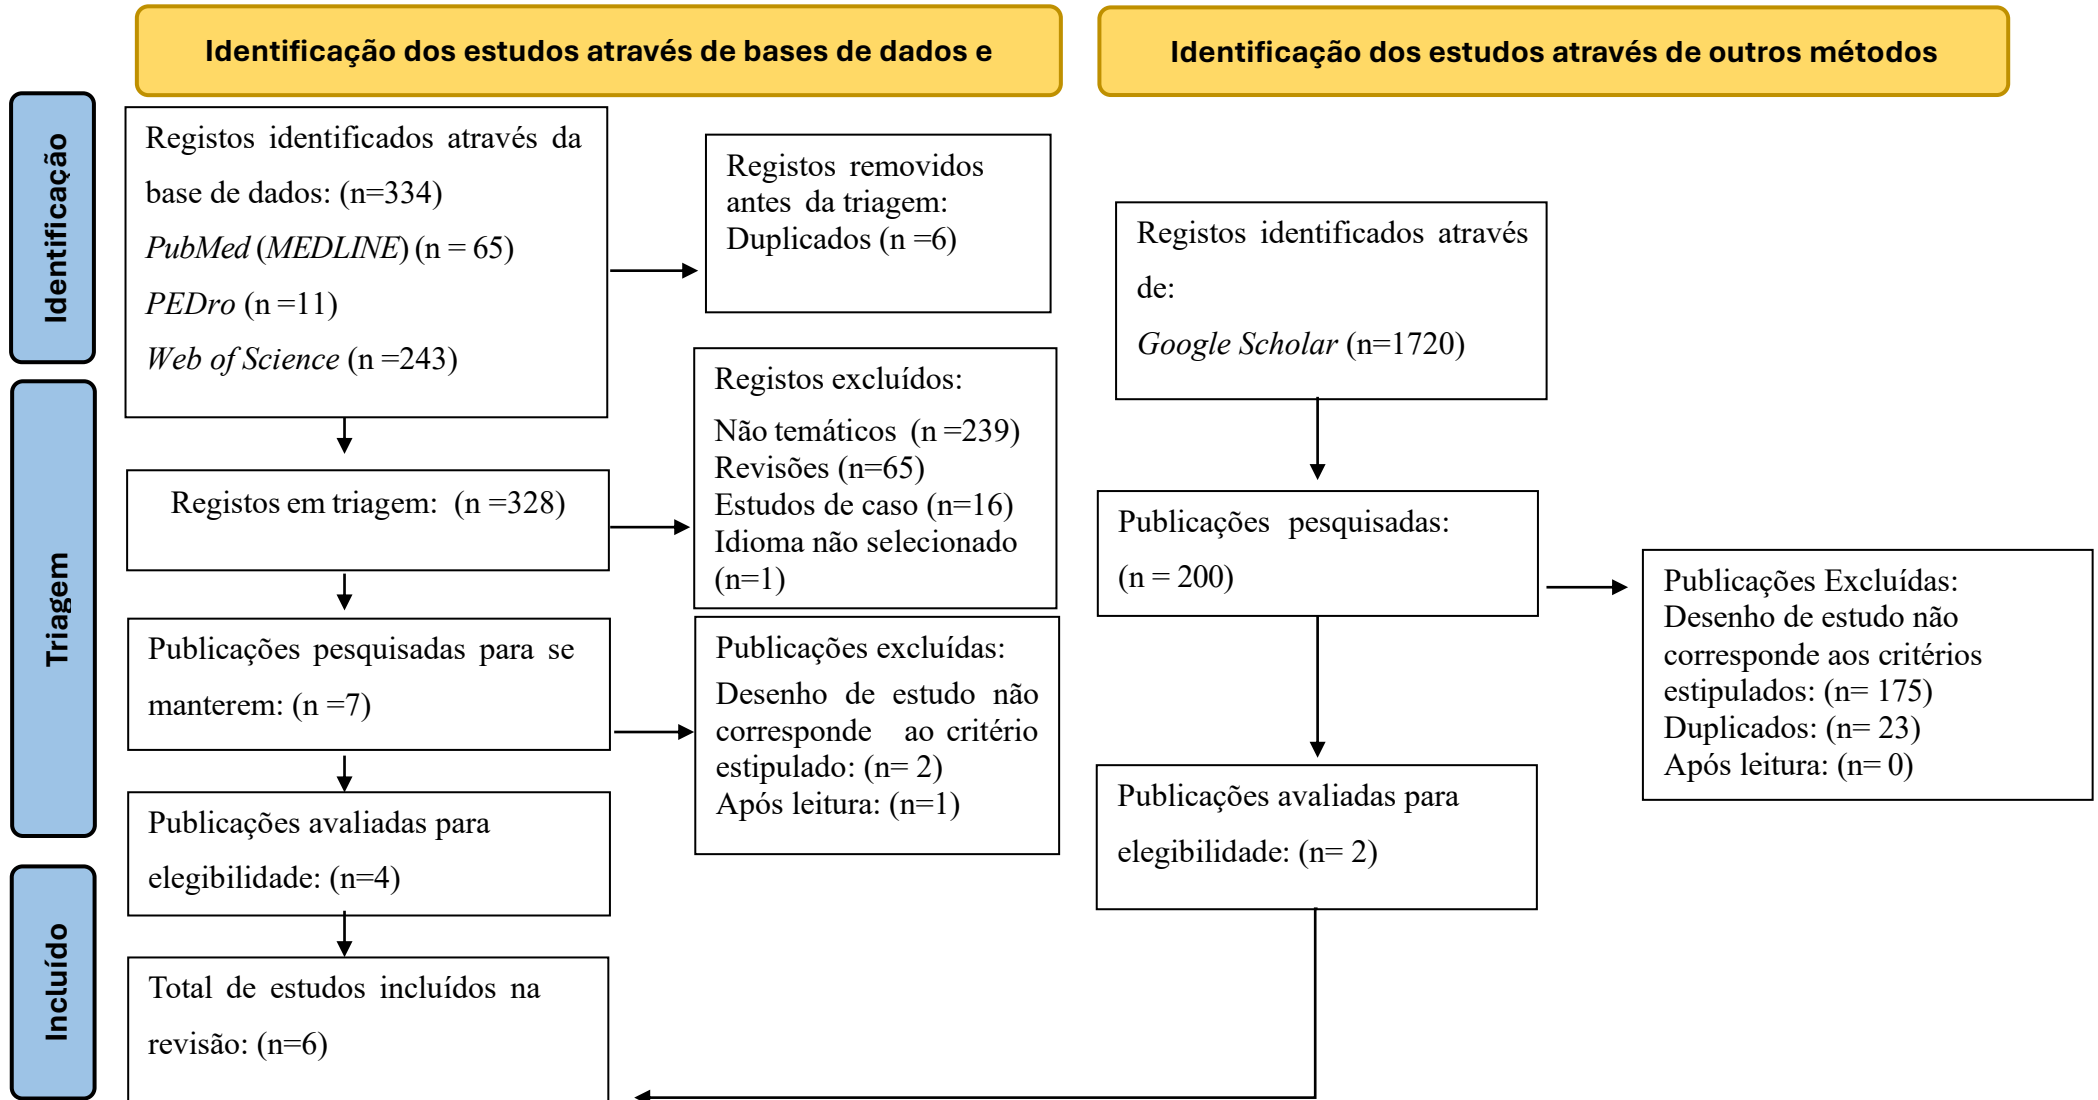 Identificação dos estudos através de bases de dados e
Identificação dos estudos através de outros métodos
Identificação
Registos identificados através da
base de dados: (n=334)
PubMed (MEDLINE) (n = 65)
PEDro (n =11)
Web of Science (n =243)
Registos removidos
antes da triagem:
Duplicados (n =6)
Registos identificados através
de:
Google Scholar (n=1720)
Triagem
Registos em triagem: (n =328)
Registos excluídos:
Não temáticos (n =239)
Revisões (n=65)
Estudos de caso (n=16)
Idioma não selecionado
(n=1)
Publicações pesquisadas:
(n = 200)
Publicações Excluídas:
Desenho de estudo não
corresponde aos critérios
estipulados: (n= 175)
Duplicados: (n= 23)
Após leitura: (n= 0)
Publicações pesquisadas para se
manterem: (n =7)
Publicações excluídas:
Desenho de estudo não
corresponde ao critério
estipulado: (n= 2)
Após leitura: (n=1)
Publicações avaliadas para
elegibilidade: (n=4)
Publicações avaliadas para
elegibilidade: (n= 2)
Incluído
Total de estudos incluídos na
revisão: (n=6)